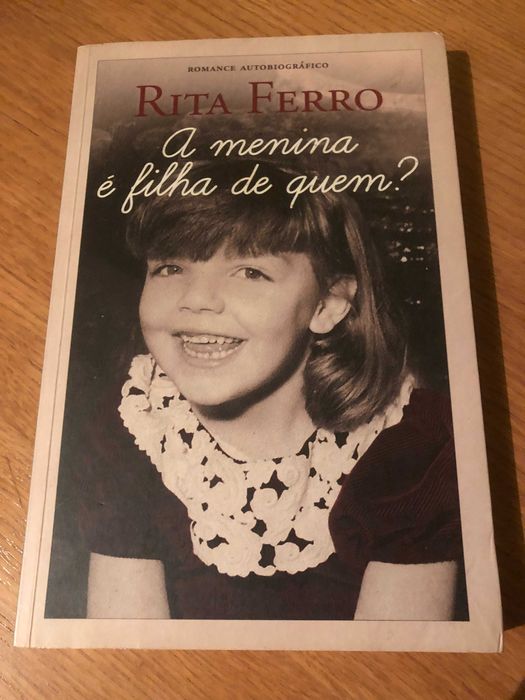 ROMANCE AUTOBIOGRÁFICO
RITA FERRO
A menina
é filha de quem?